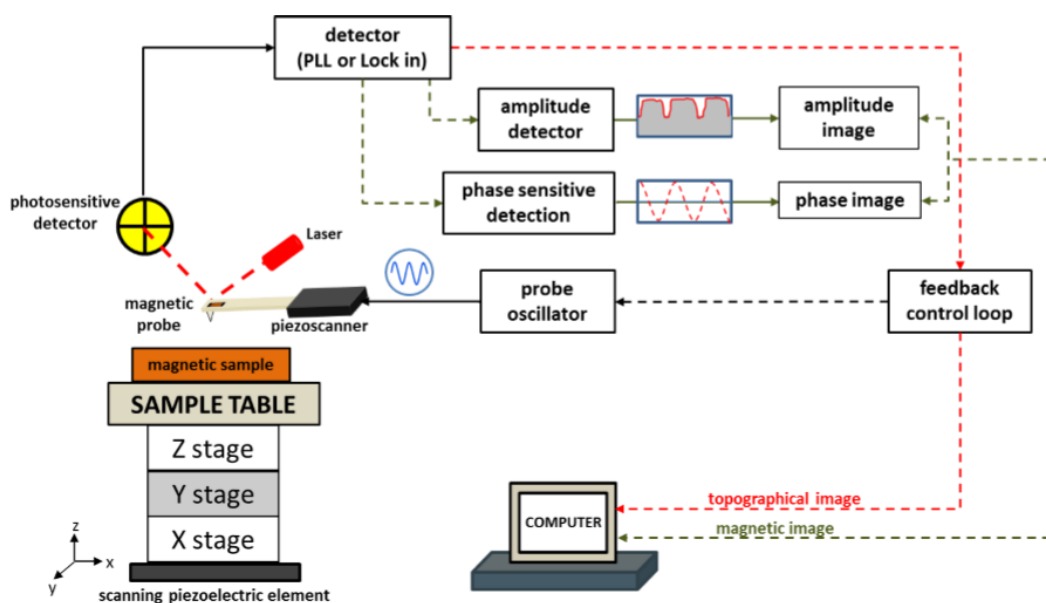 detector
(PLL or Lock in)
amplitude
detector
amplitude
image
photosensitive
detector
phase sensitive
detection
phase image
Laser
magnetic
probe
piezoscanner
probe
oscillator
feedback
control loop
magnetic sample
SAMPLE TABLE
Z stage
Y stage
X stage
z
x
y
scanning piezoelectric element
COMPUTER
topographical image
magnetic image